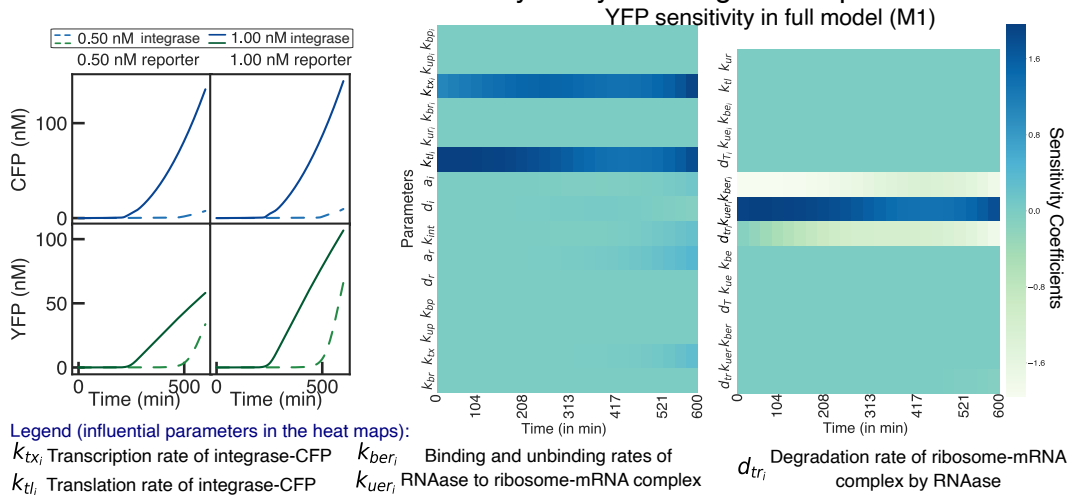 YFP sensitivity in full model (M1)
0.50 nM integrase 1.00 nM integrase
0.50 nM reporter 1.00 nM reporter
CFP (nM)
100
0
YFP (nM)
100
50
0
0 500 0 500
Time (min) Time (min)
Parameters
k_bp_i
k_up_i
k_tx_i
k_br_i
k_ur_i
k_tl_i
a_i
d_i
k_int
a_r
d_r
k_bp
k_up
k_tx
k_br
0 104 208 313 417 521 600
Time (in min)
k_ur
k_tl
k_be_i
k_ue_i
d_T_i
k_ber_i
k_uer_i
d_tr_i
k_be
k_ue
d_T
k_ber
k_uer
d_tr
0 104 208 313 417 521 600
Time (in min)
1.6
0.8
0.0
−0.8
−1.6
Sensitivity Coefficients
Legend (influential parameters in the heat maps):
k_tx_i Transcription rate of integrase-CFP
k_tl_i Translation rate of integrase-CFP
k_ber_i Binding and unbinding rates of
k_uer_i RNAase to ribosome-mRNA complex
d_tr_i Degradation rate of ribosome-mRNA
complex by RNAase